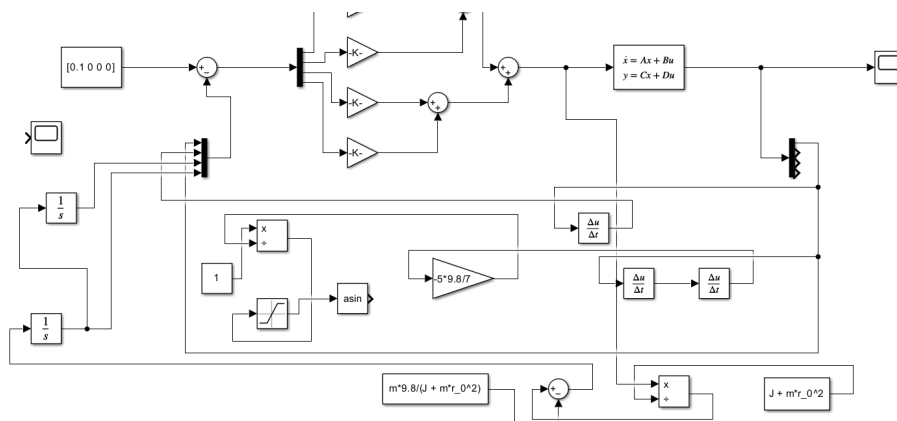 [0.1 0 0 0]
+
−
-K-
-K-
-K-
+
+
+
+
ẋ = Ax + Bu
y = Cx + Du
1
s
1
s
x
÷
1
asin
-5*9.8/7
Δu
Δt
Δu
Δt
Δu
Δt
m*9.8/(J + m*r_0^2)
+
−
x
÷
J + m*r_0^2